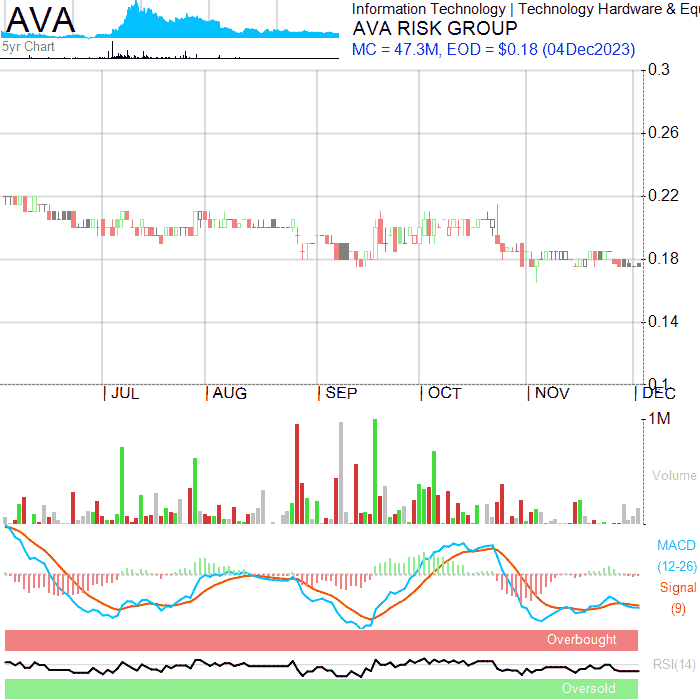 AVA
5yr Chart
Information Technology | Technology Hardware & Equ
AVA RISK GROUP
MC = 47.3M, EOD = $0.18 (04Dec2023)
0.3
0.26
0.22
0.18
0.14
0.1
JUL AUG SEP OCT NOV DEC
1M
Volume
MACD
(12-26)
Signal
(9)
Overbought
RSI(14)
Oversold